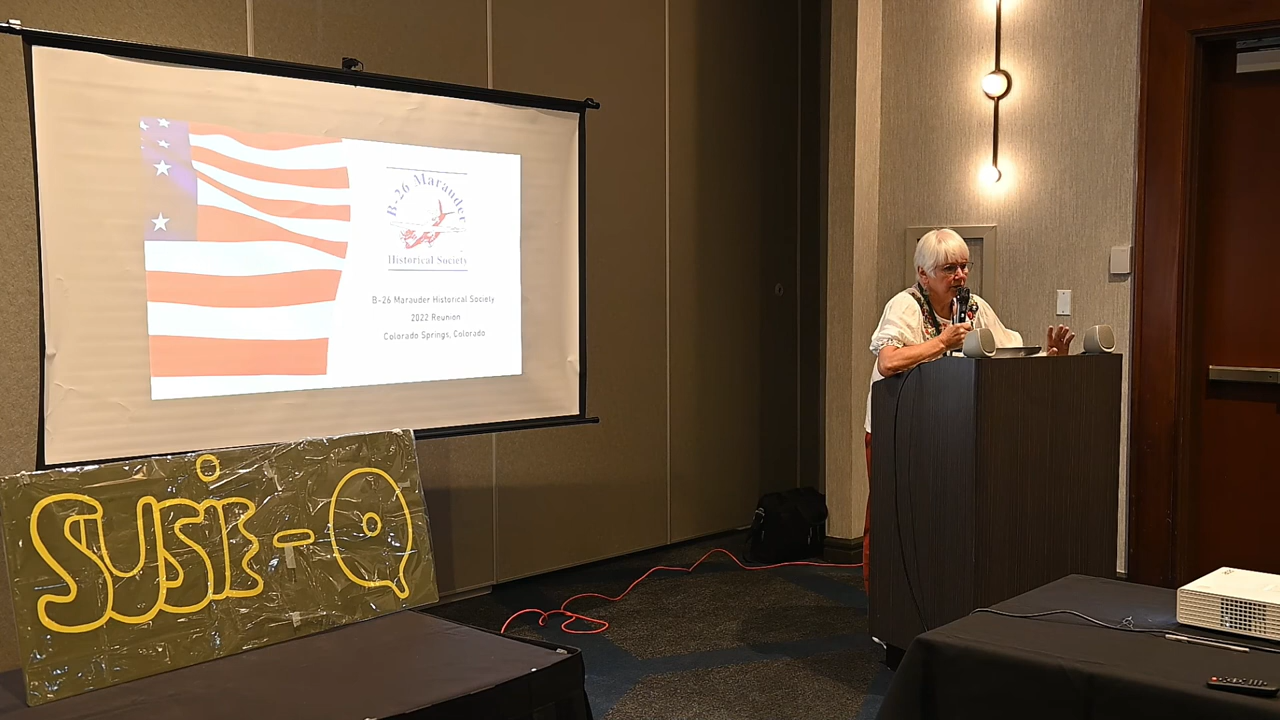 B-26 Marauder
Historical Society
B-26 Marauder Historical Society
2022 Reunion
Colorado Springs, Colorado
SUSIE-Q